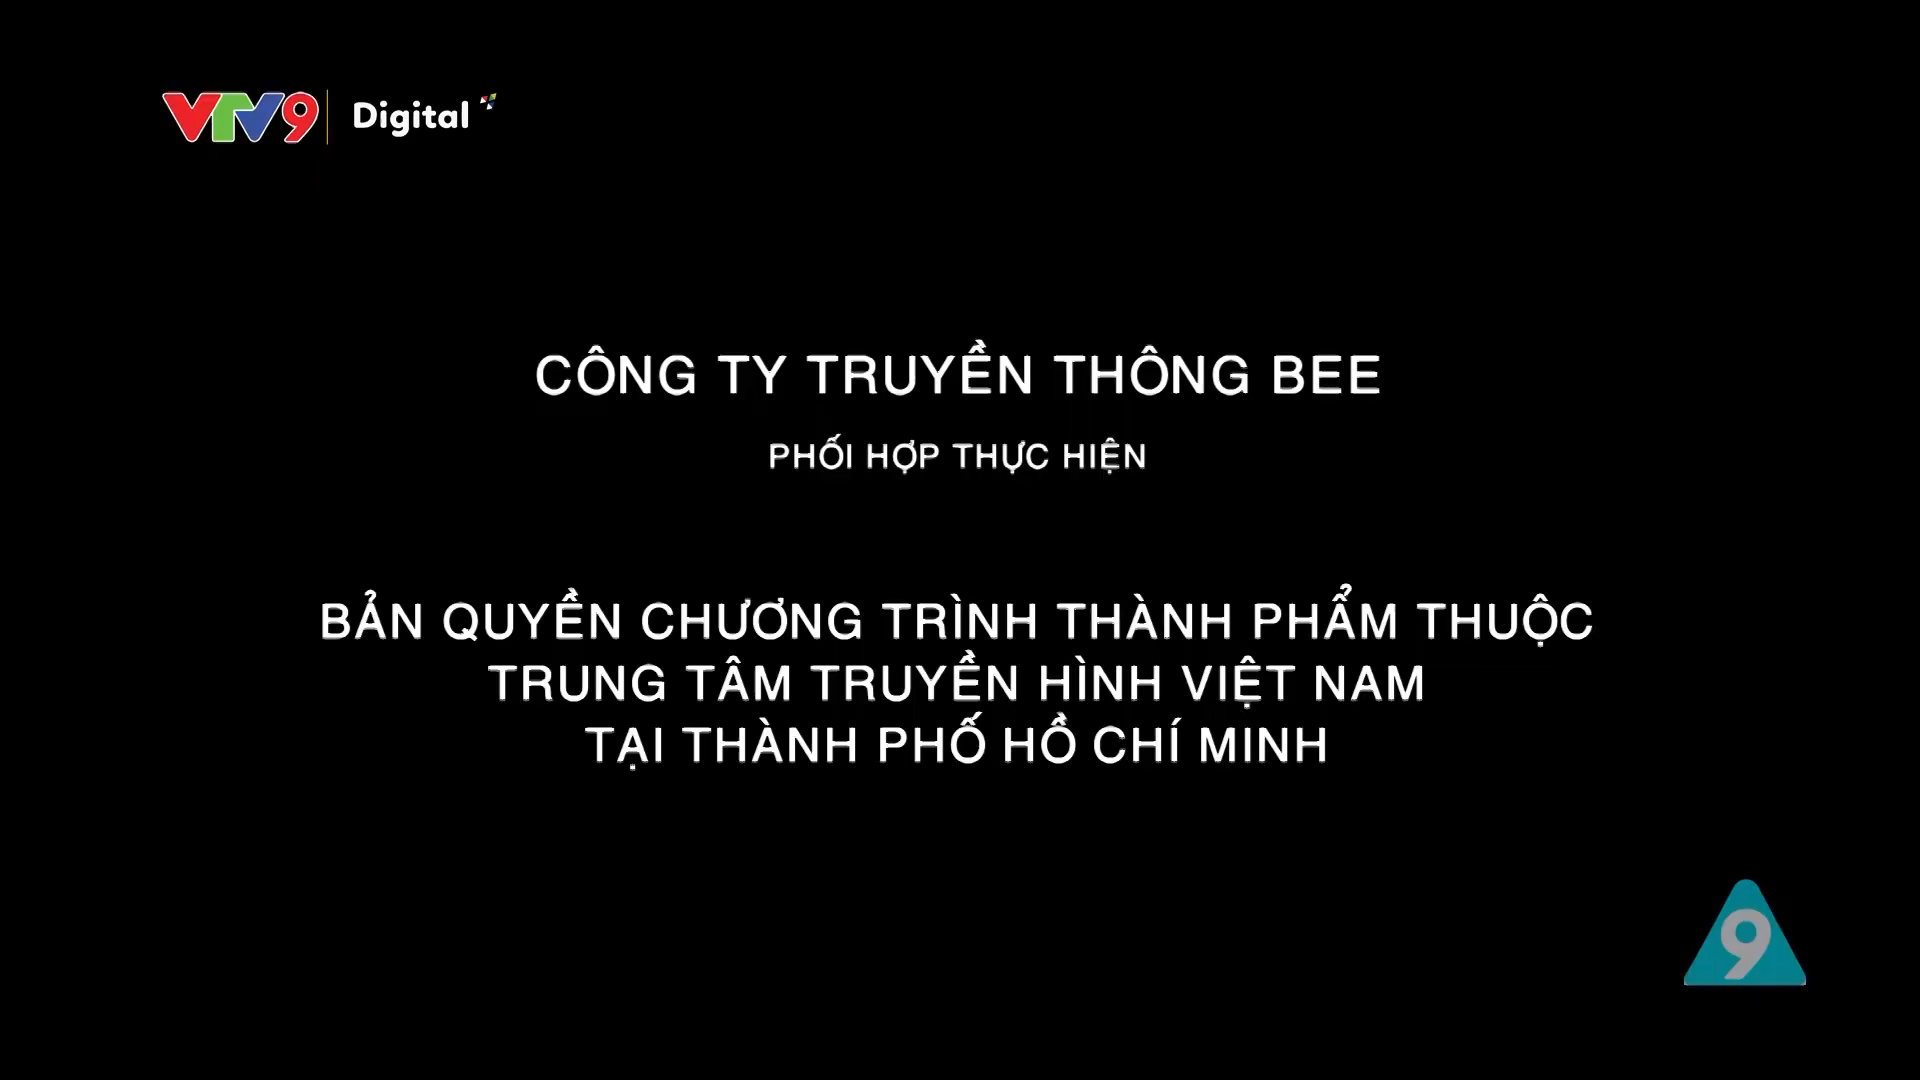 VTV9 Digital
CÔNG TY TRUYỀN THÔNG BEE
PHỐI HỢP THỰC HIỆN
BẢN QUYỀN CHƯƠNG TRÌNH THÀNH PHẨM THUỘC
TRUNG TÂM TRUYỀN HÌNH VIỆT NAM
TẠI THÀNH PHỐ HỒ CHÍ MINH
9